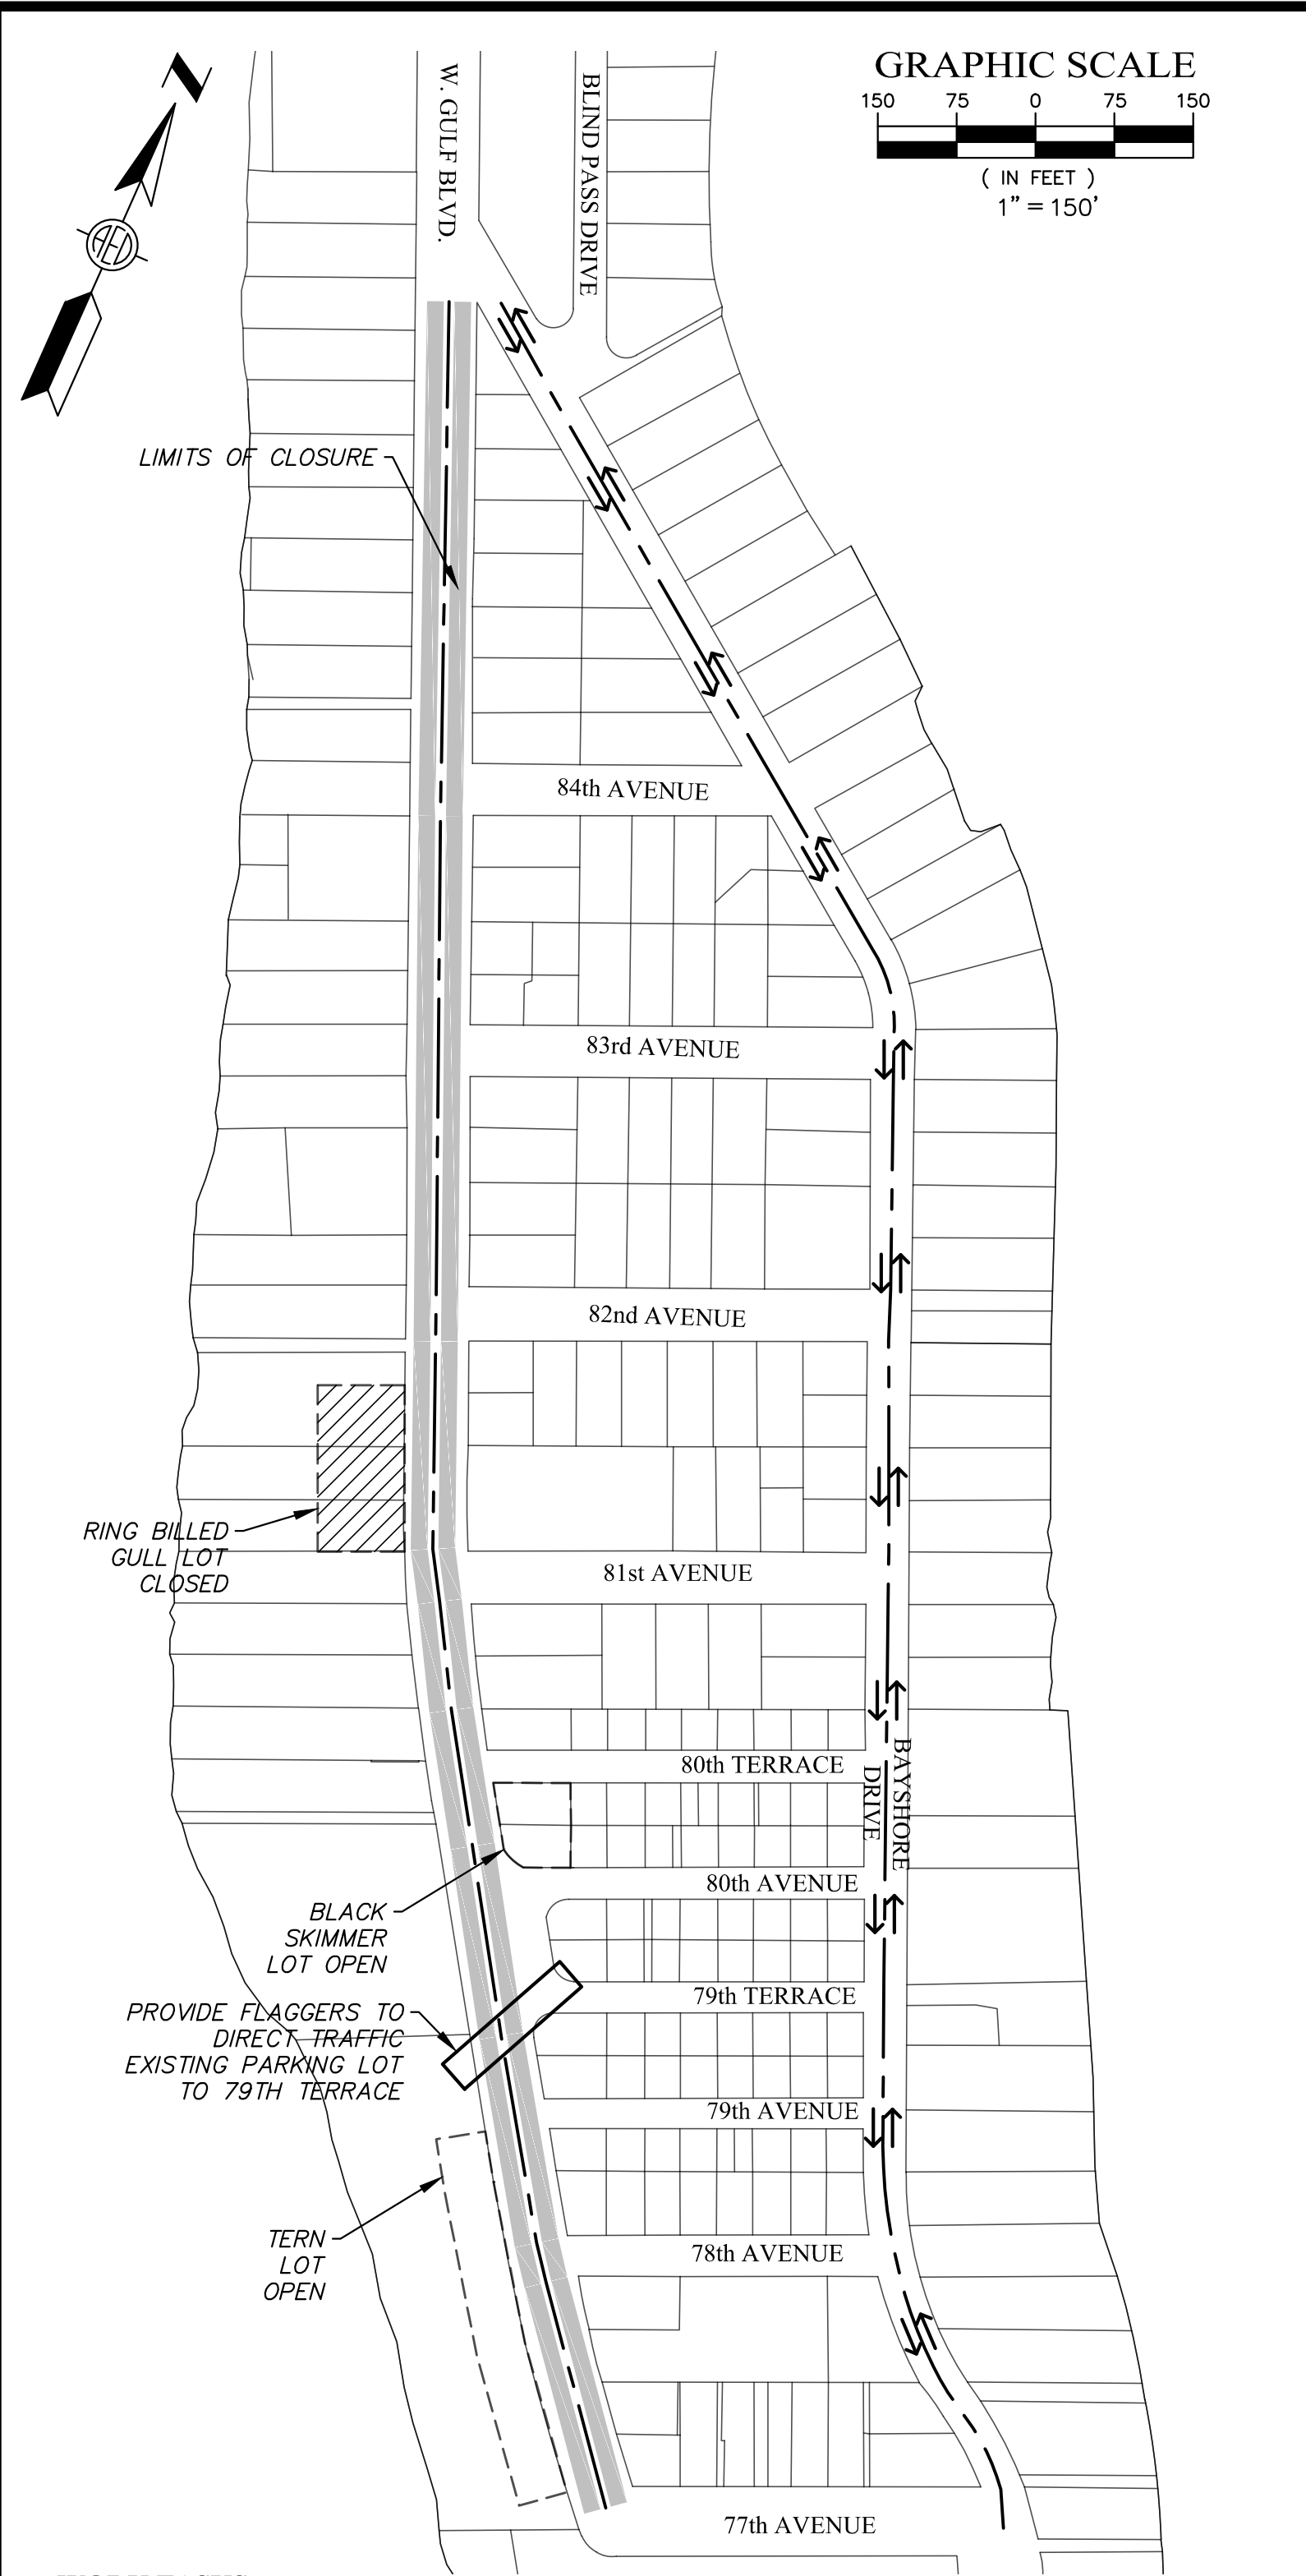 GRAPHIC SCALE
150 75 0 75 150
( IN FEET )
1" = 150'
N
W. GULF BLVD.
BLIND PASS DRIVE
LIMITS OF CLOSURE
84th AVENUE
83rd AVENUE
82nd AVENUE
RING BILLED
GULL LOT
CLOSED
81st AVENUE
80th TERRACE
BAYSHORE
DRIVE
80th AVENUE
BLACK
SKIMMER
LOT OPEN
79th TERRACE
PROVIDE FLAGGERS TO
DIRECT TRAFFIC
EXISTING PARKING LOT
TO 79TH TERRACE
79th AVENUE
TERN
LOT
OPEN
78th AVENUE
77th AVENUE